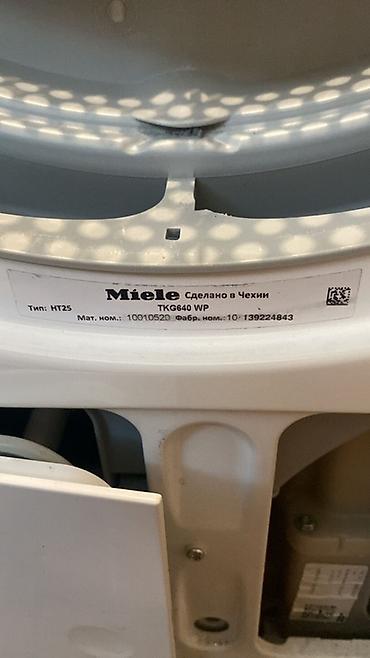 Miele Сделано в Чехии
Тип: HT25 TKG640 WP
Мат. ном.: 10010520 Фабр. ном.: 10- 139224843